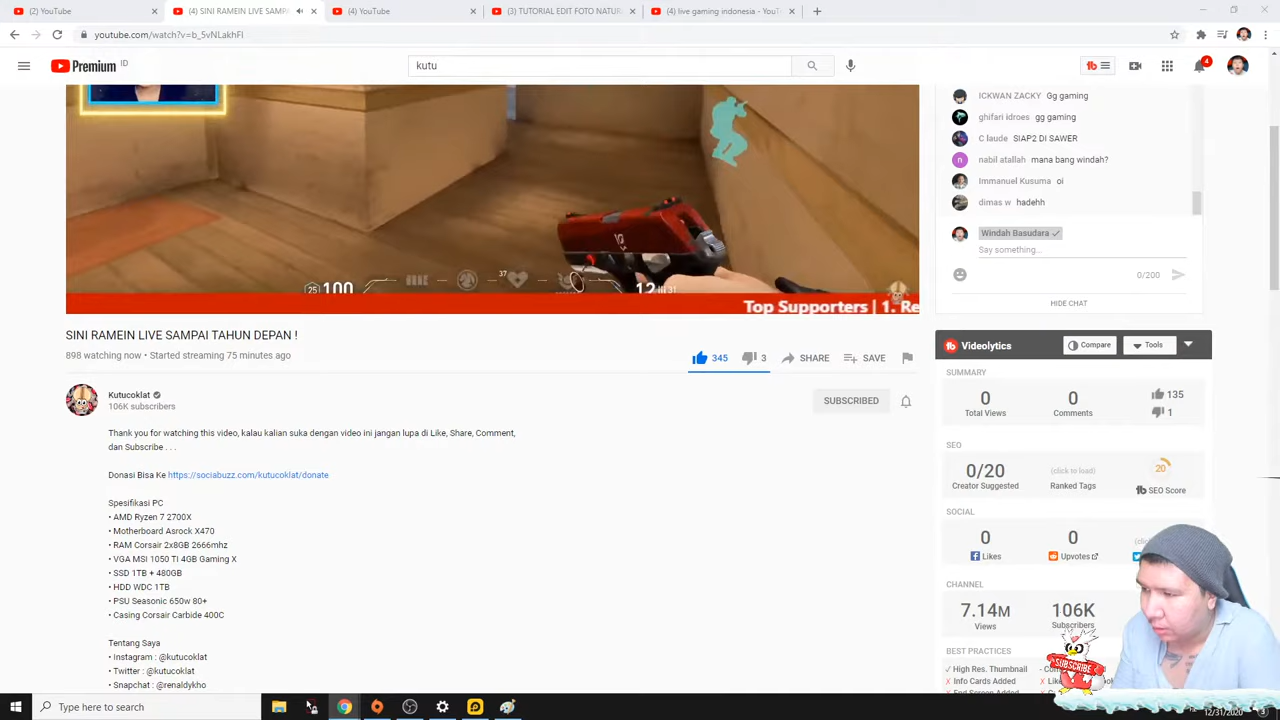 (2) YouTube
(4) SINI RAMEIN LIVE SAMPA
(4) YouTube
(3) TUTORIAL EDIT FOTO NATUR
(4) live gaming indonesia - YouT
youtube.com/watch?v=b_5vNLakhFI
Premium ID
kutu
4
ICKWAN ZACKY Gg gaming
ghifari idroes gg gaming
C laude SIAP2 DI SAWER
nabil atallah mana bang windah?
Immanuel Kusuma oi
dimas w hadehh
Windah Basudara
Say something...
0/200
HIDE CHAT
25 100
37
12 31
Top Supporters | 1. Re
SINI RAMEIN LIVE SAMPAI TAHUN DEPAN !
898 watching now • Started streaming 75 minutes ago
345 3 SHARE SAVE
Kutucoklat
106K subscribers
SUBSCRIBED
Thank you for watching this video, kalau kalian suka dengan video ini jangan lupa di Like, Share, Comment,
dan Subscribe . . .
Donasi Bisa Ke https://sociabuzz.com/kutucoklat/donate
Spesifikasi PC
• AMD Ryzen 7 2700X
• Motherboard Asrock X470
• RAM Corsair 2x8GB 2666mhz
• VGA MSI 1050 TI 4GB Gaming X
• SSD 1TB + 480GB
• HDD WDC 1TB
• PSU Seasonic 650w 80+
• Casing Corsair Carbide 400C
Tentang Saya
• Instagram : @kutucoklat
• Twitter : @kutucoklat
• Snapchat : @renaldykho
Videolytics Compare Tools
SUMMARY
0 0 135
Total Views Comments 1
SEO
0/20 (click to load) 20
Creator Suggested Ranked Tags SEO Score
SOCIAL
0 0 (clic
Likes Upvotes
CHANNEL
7.14M 106K
Views Subscribers
BEST PRACTICES
High Res. Thumbnail
Info Cards Added
End Screen Added
SUBSCRIBE
Type here to search
12/31/2020